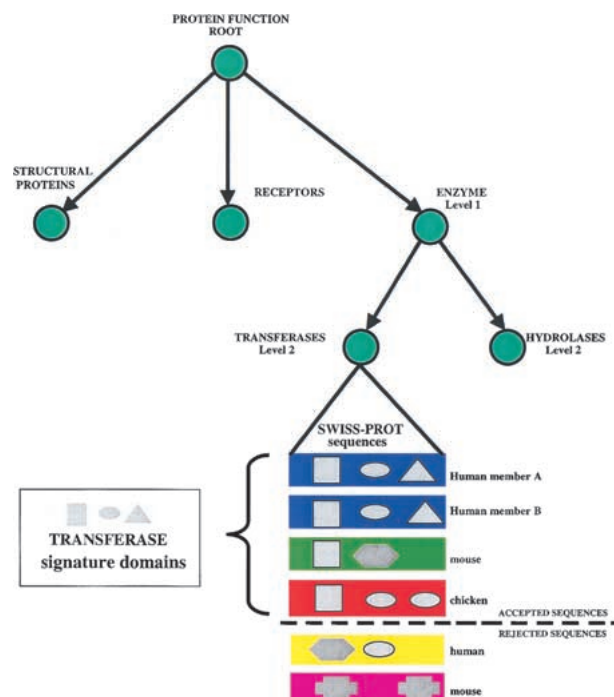 PROTEIN FUNCTION
ROOT
STRUCTURAL
PROTEINS
RECEPTORS
ENZYME
Level 1
TRANSFERASES
Level 2
HYDROLASES
Level 2
SWISS-PROT
sequences
Human member A
Human member B
TRANSFERASE
signature domains
mouse
chicken
ACCEPTED SEQUENCES
REJECTED SEQUENCES
human
mouse